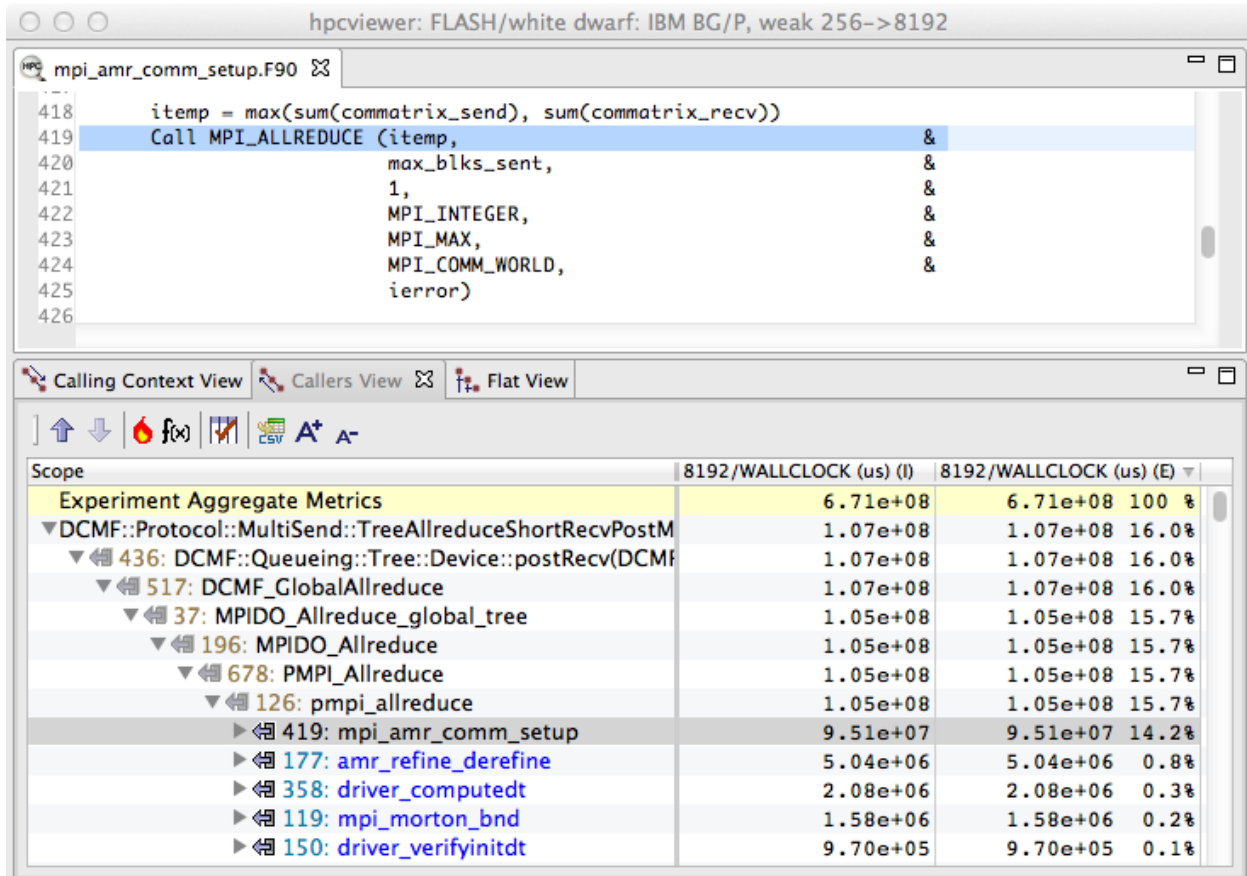 hpcviewer: FLASH/white dwarf: IBM BG/P, weak 256->8192
mpi_amr_comm_setup.F90
418 itemp = max(sum(commatrix_send), sum(commatrix_recv))
419 Call MPI_ALLREDUCE (itemp, &
420 max_blks_sent, &
421 1, &
422 MPI_INTEGER, &
423 MPI_MAX, &
424 MPI_COMM_WORLD, &
425 ierror)
426
Calling Context View Callers View Flat View
f(x) CSV A+ A-
Scope 8192/WALLCLOCK (us) (I) 8192/WALLCLOCK (us) (E)
Experiment Aggregate Metrics 6.71e+08 6.71e+08 100 %
DCMF::Protocol::MultiSend::TreeAllreduceShortRecvPostM 1.07e+08 1.07e+08 16.0%
436: DCMF::Queueing::Tree::Device::postRecv(DCMF 1.07e+08 1.07e+08 16.0%
517: DCMF_GlobalAllreduce 1.07e+08 1.07e+08 16.0%
37: MPIDO_Allreduce_global_tree 1.05e+08 1.05e+08 15.7%
196: MPIDO_Allreduce 1.05e+08 1.05e+08 15.7%
678: PMPI_Allreduce 1.05e+08 1.05e+08 15.7%
126: pmpi_allreduce 1.05e+08 1.05e+08 15.7%
419: mpi_amr_comm_setup 9.51e+07 9.51e+07 14.2%
177: amr_refine_derefine 5.04e+06 5.04e+06 0.8%
358: driver_computedt 2.08e+06 2.08e+06 0.3%
119: mpi_morton_bnd 1.58e+06 1.58e+06 0.2%
150: driver_verifyinitdt 9.70e+05 9.70e+05 0.1%